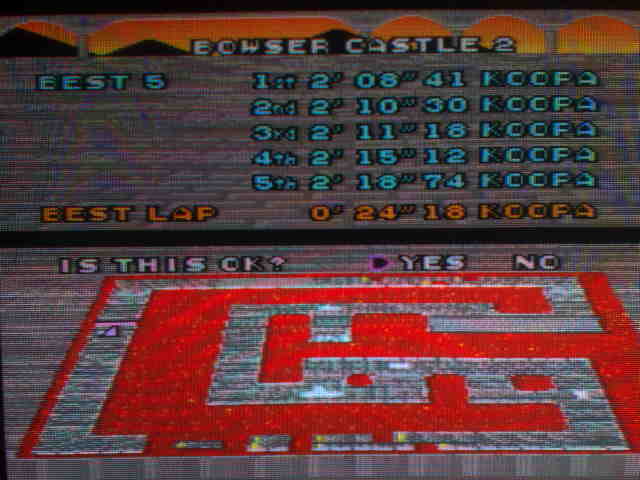 BOWSER CASTLE 2
BEST 5 1st 2' 08" 41 KOOPA
2nd 2' 10" 30 KOOPA
3rd 2' 11" 18 KOOPA
4th 2' 15" 12 KOOPA
5th 2' 18" 74 KOOPA
BEST LAP 0' 24" 18 KOOPA
IS THIS OK? YES NO